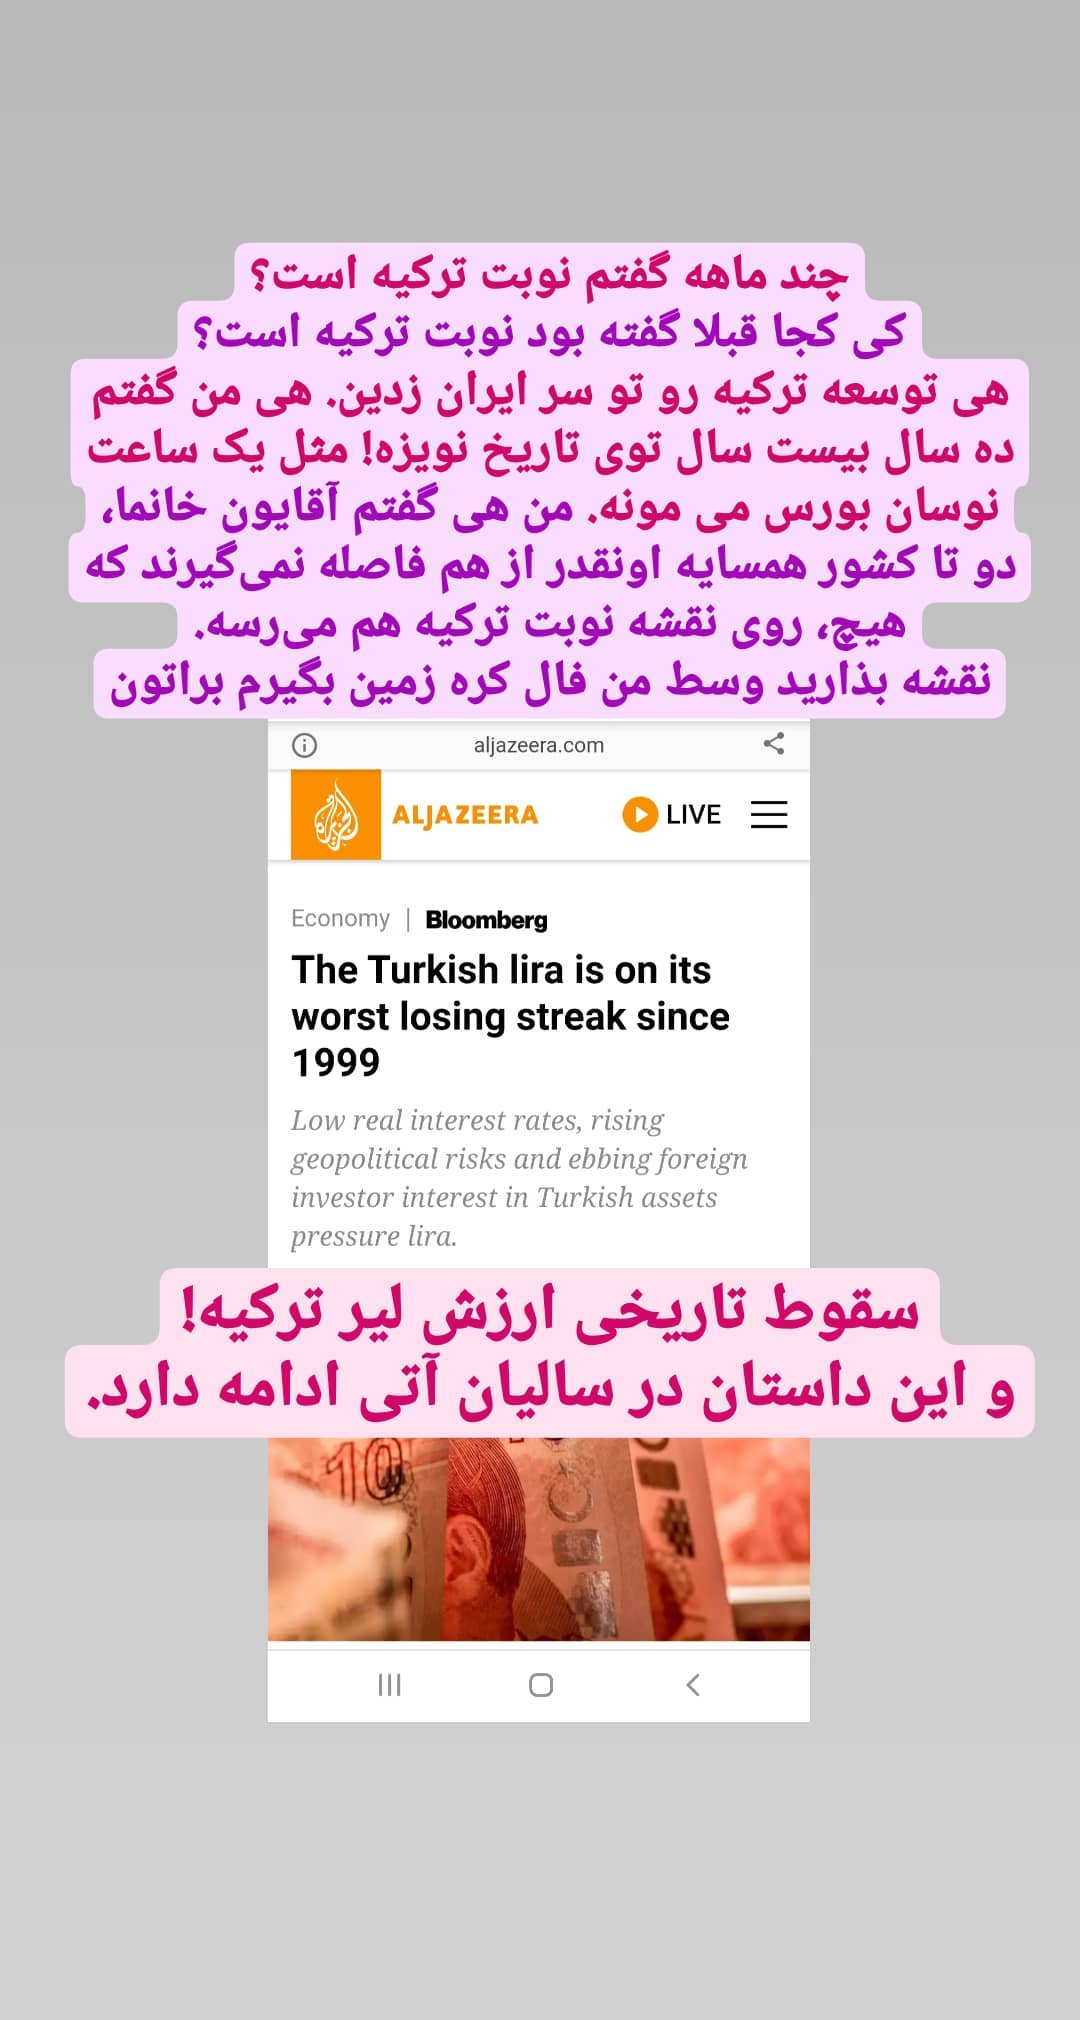 چند ماهه گفتم نوبت ترکیه است؟
کی کجا قبلا گفته بود نوبت ترکیه است؟
هی توسعه ترکیه رو تو سر ایران زدین. هی من گفتم
ده سال بیست سال توی تاریخ نویزه! مثل یک ساعت
نوسان بورس می مونه. من هی گفتم آقایون خانما،
دو تا کشور همسایه اونقدر از هم فاصله نمی‌گیرند که
هیچ، روی نقشه نوبت ترکیه هم می‌رسه.
نقشه بذارید وسط من فال کره زمین بگیرم براتون
aljazeera.com
ALJAZEERA LIVE
Economy | Bloomberg
The Turkish lira is on its
worst losing streak since
1999
Low real interest rates, rising
geopolitical risks and ebbing foreign
investor interest in Turkish assets
pressure lira.
سقوط تاریخی ارزش لیر ترکیه!
و این داستان در سالیان آتی ادامه دارد.
10